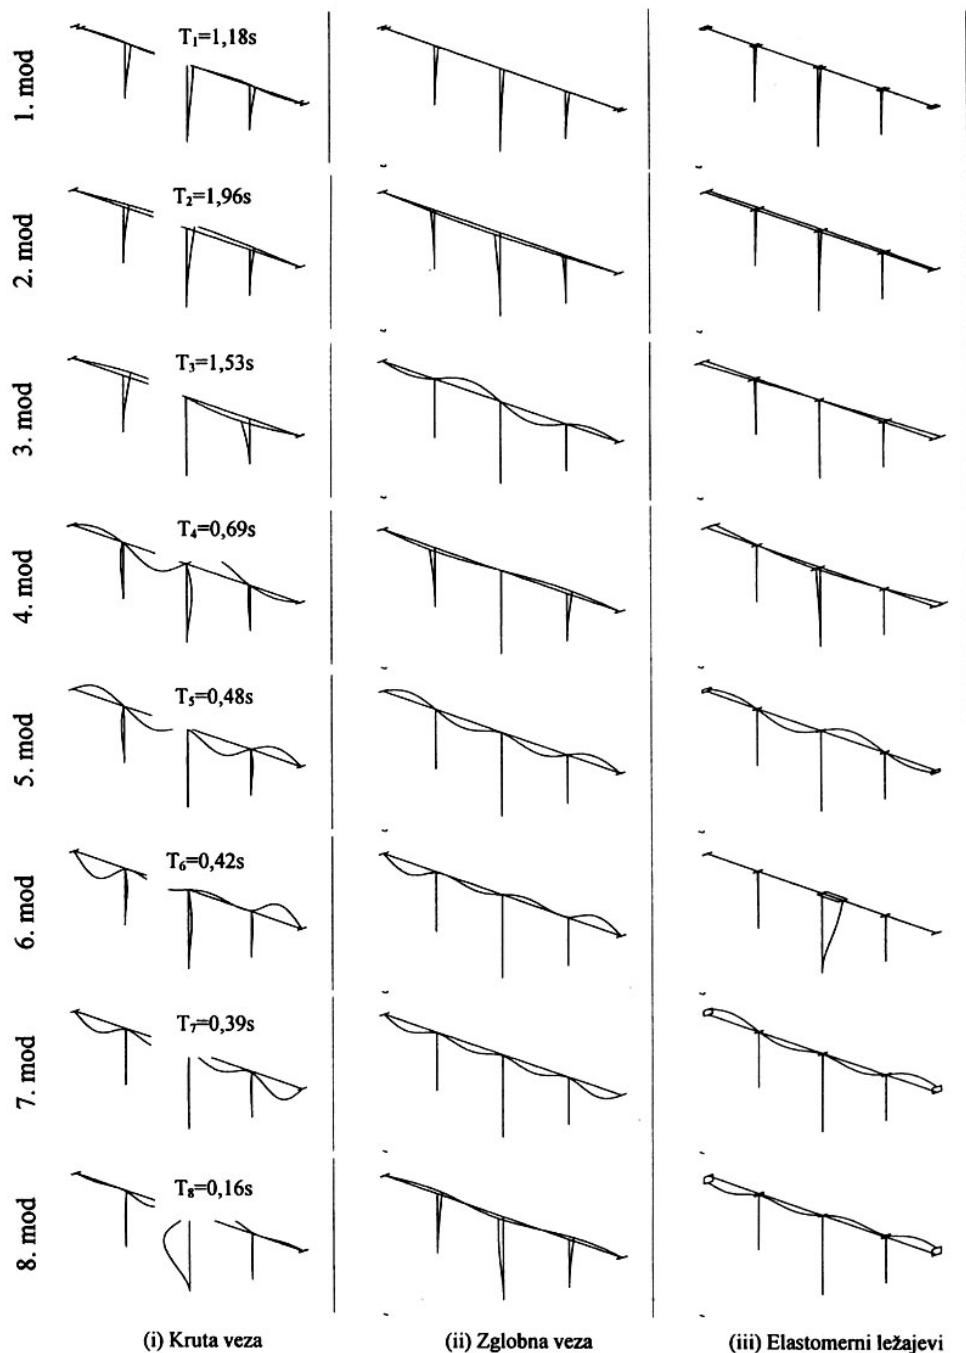 1. mod
T₁=1,18s
2. mod
T₂=1,96s
3. mod
T₃=1,53s
4. mod
T₄=0,69s
5. mod
T₅=0,48s
6. mod
T₆=0,42s
7. mod
T₇=0,39s
8. mod
T₈=0,16s
(i) Kruta veza
(ii) Zglobna veza
(iii) Elastomerni ležajevi